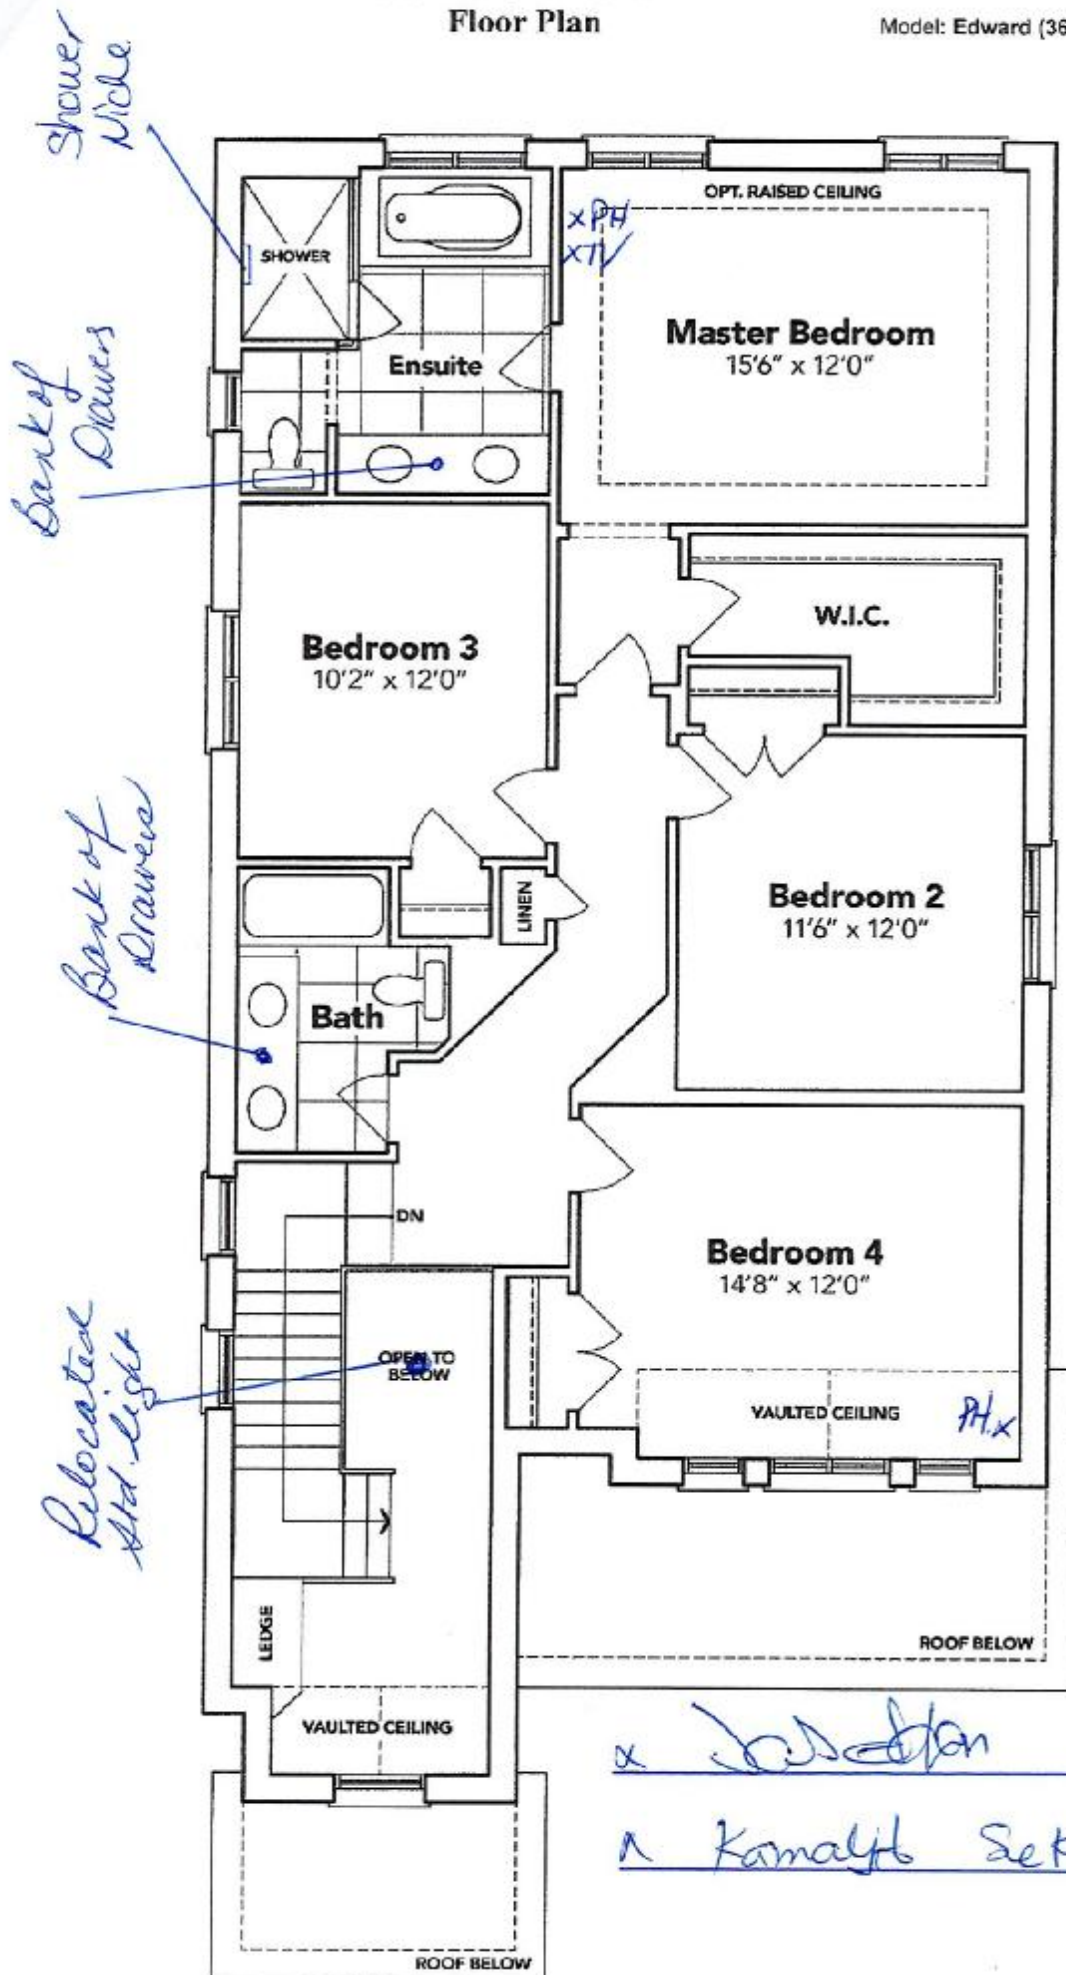 Floor Plan
Model: Edward (36
Shower
Niche
OPT. RAISED CEILING
xPH
xTV
SHOWER
Master Bedroom
15'6" x 12'0"
Ensuite
Bank of
Drawers
W.I.C.
Bedroom 3
10'2" x 12'0"
Bank of
Drawers
LINEN
Bedroom 2
11'6" x 12'0"
Bath
DN
Bedroom 4
14'8" x 12'0"
Relocated
Std light
OPEN TO
BELOW
VAULTED CEILING
PH.x
LEDGE
ROOF BELOW
VAULTED CEILING
x
Kamaljit Sek
ROOF BELOW